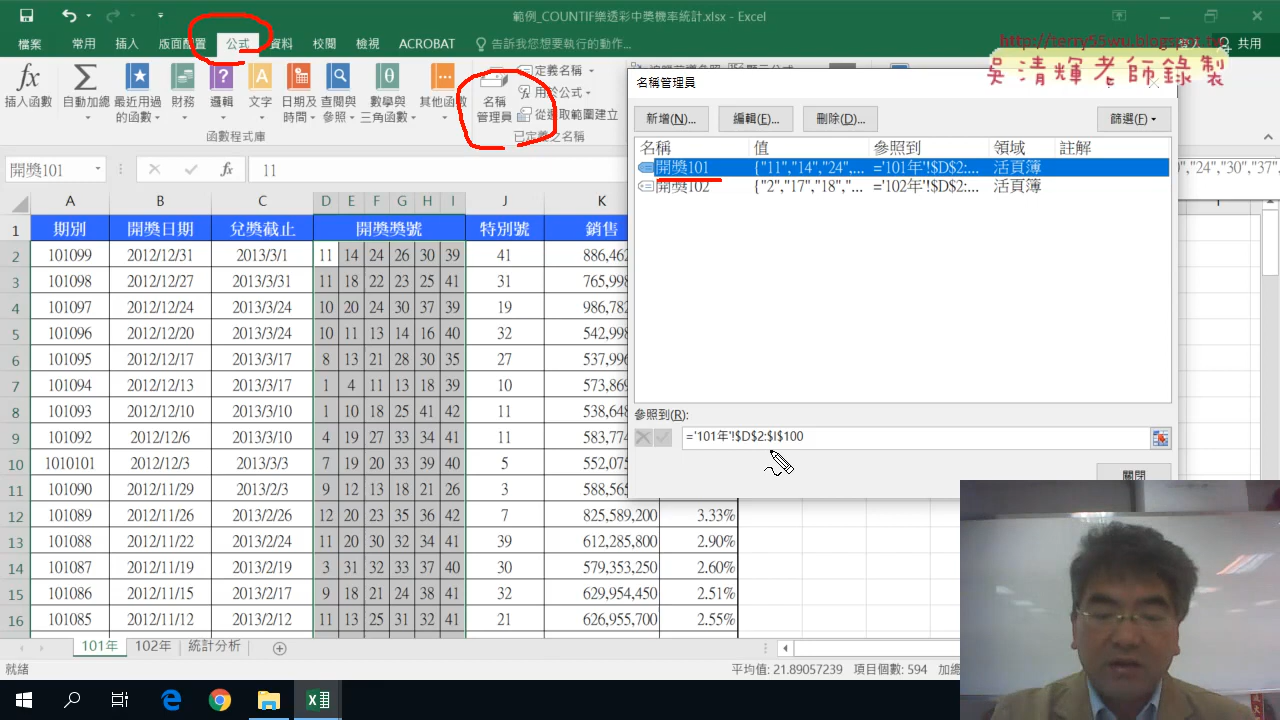 範例_COUNTIF樂透彩中獎機率統計.xlsx - Excel
檔案 常用 插入 版面配置 公式 資料 校閱 檢視 ACROBAT 告訴我您想要執行的動作... 共用
http://terry55wu.blogspot.tw
吳清輝老師錄製
插入函數 自動加總 最近用過的函數 財務 邏輯 文字 日期及時間 查閱與參照 數學與三角函數 其他函數 名稱管理員
定義名稱
用於公式
從選取範圍建立
函數程式庫 已定義之名稱
開獎101 fx 11
名稱管理員
新增(N)... 編輯(E)... 刪除(D)... 篩選(F)
名稱 值 參照到 領域 註解
開獎101 {"11","14","24",... ='101年'!$D$2:... 活頁簿
開獎102 {"2","17","18","... ='102年'!$D$2:... 活頁簿
參照到(R):
='101年'!$D$2:$I$100
關閉
A B C D E F G H I J K
1 期別 開獎日期 兌獎截止 開獎獎號 特別號 銷售
2 101099 2012/12/31 2013/3/1 11 14 24 26 30 39 41 886,462
3 101098 2012/12/27 2013/3/31 11 18 22 23 25 41 31 765,998
4 101097 2012/12/24 2013/3/24 10 20 24 30 37 39 19 986,782
5 101096 2012/12/20 2013/3/24 10 11 13 14 16 40 32 542,998
6 101095 2012/12/17 2013/3/17 8 13 21 28 30 35 27 537,996
7 101094 2012/12/13 2013/3/17 1 4 11 13 18 39 10 573,869
8 101093 2012/12/10 2013/3/10 1 10 18 25 41 42 11 538,648
9 101092 2012/12/6 2013/3/10 4 19 27 33 34 41 11 583,774
10 1010101 2012/12/3 2013/3/3 7 19 20 33 39 40 5 552,075
11 101090 2012/11/29 2013/2/3 9 12 13 18 21 26 3 588,565
12 101089 2012/11/26 2013/2/26 12 20 23 35 36 42 7 825,589,200 3.33%
13 101088 2012/11/22 2013/2/24 11 20 30 32 34 41 39 612,285,800 2.90%
14 101087 2012/11/19 2013/2/19 3 31 32 33 37 40 30 579,353,250 2.60%
15 101086 2012/11/15 2013/2/17 9 18 21 24 38 41 32 629,954,450 2.51%
16 101085 2012/11/12 2013/2/12 11 13 25 31 32 41 21 626,955,700 2.55%
101年 102年 統計分析
就緒 平均值: 21.89057239 項目個數: 594 加總